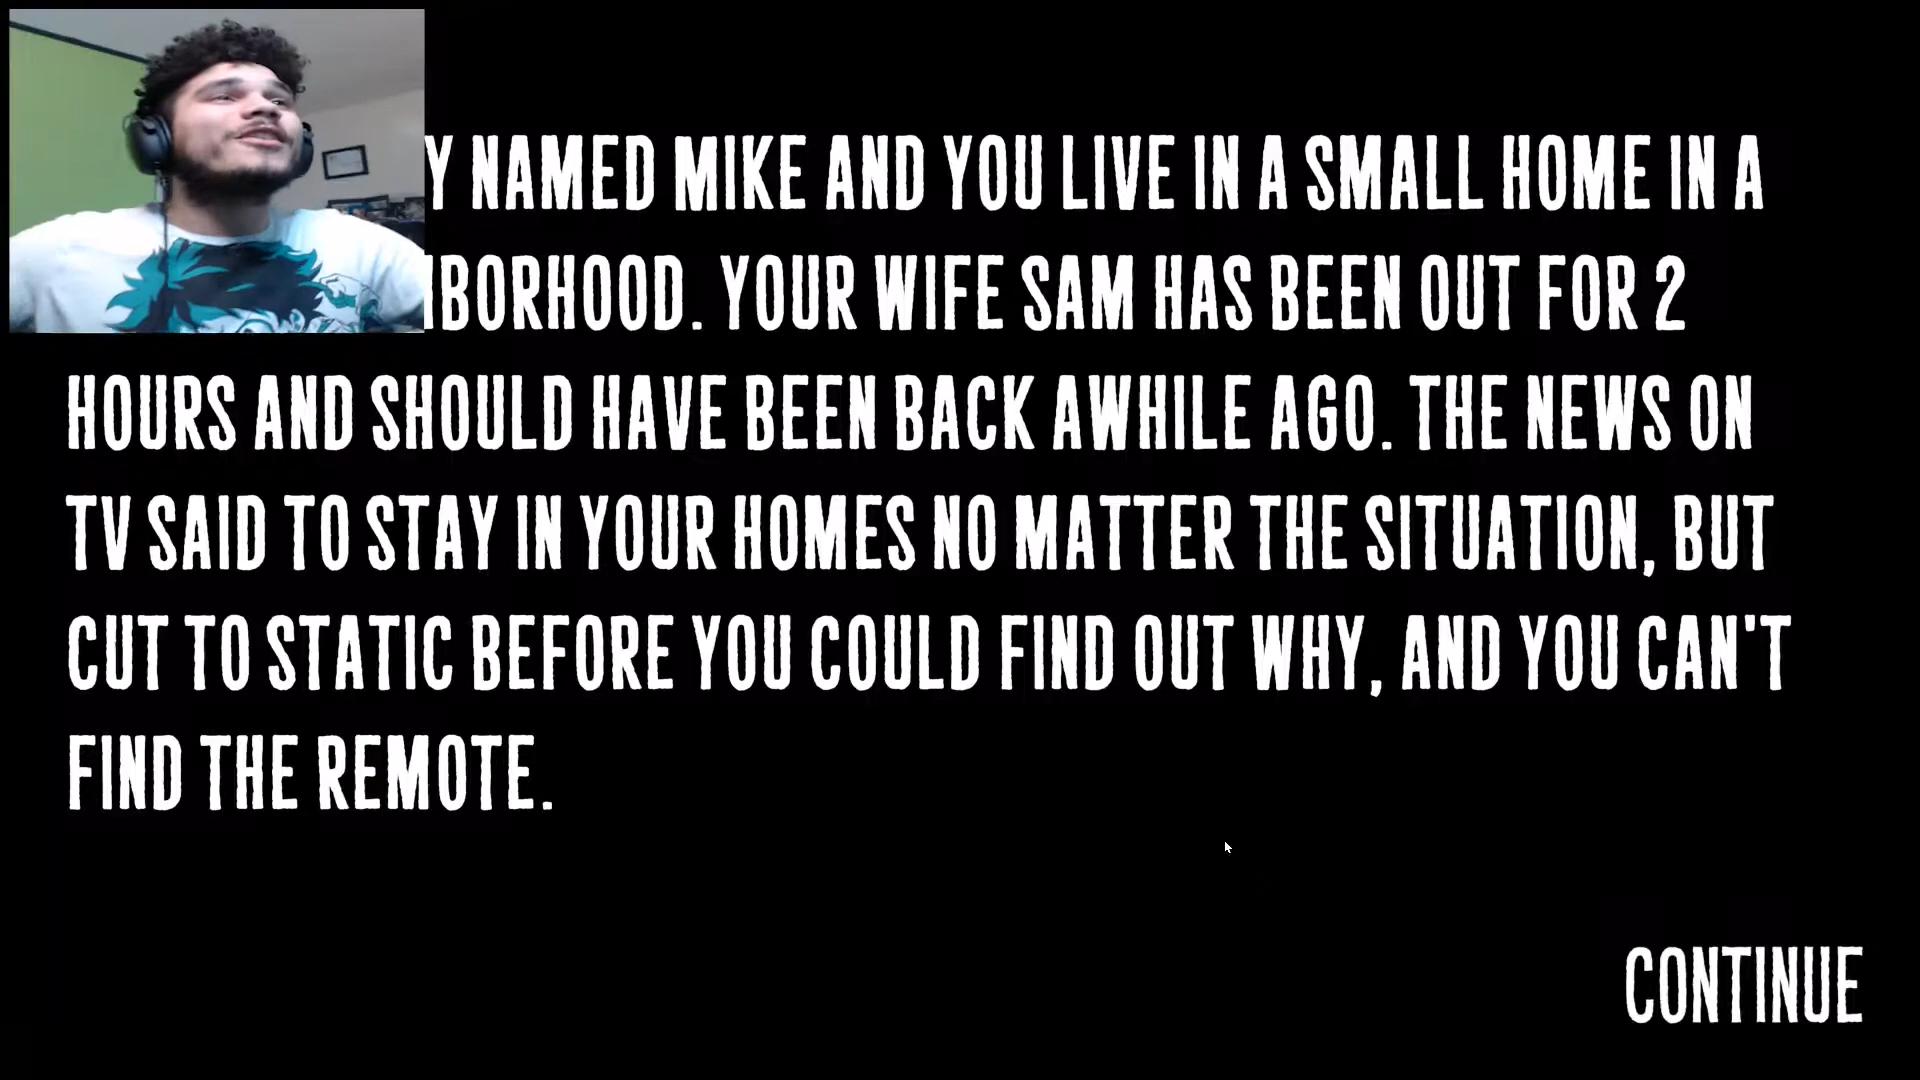 NAMED MIKE AND YOU LIVE IN A SMALL HOME IN A
YOUR WIFE SAM HAS BEEN OUT FOR 2
HOURS AND SHOULD HAVE BEEN BACK AWHILE AGO. THE NEWS ON
TV SAID TO STAY IN YOUR HOMES NO MATTER THE SITUATION, BUT
CUT TO STATIC BEFORE YOU COULD FIND OUT WHY, AND YOU CAN'T
FIND THE REMOTE.
CONTINUE